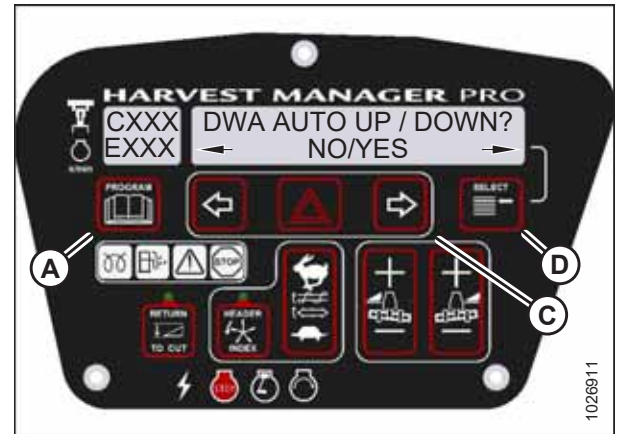 HARVEST MANAGER PRO
CXXX DWA AUTO UP / DOWN?
EXXX NO/YES
n/min
PROGRAM
SELECT
A
D
C
STOP
RETURN
TO CUT
HEADER
INDEX
STOP
1026911